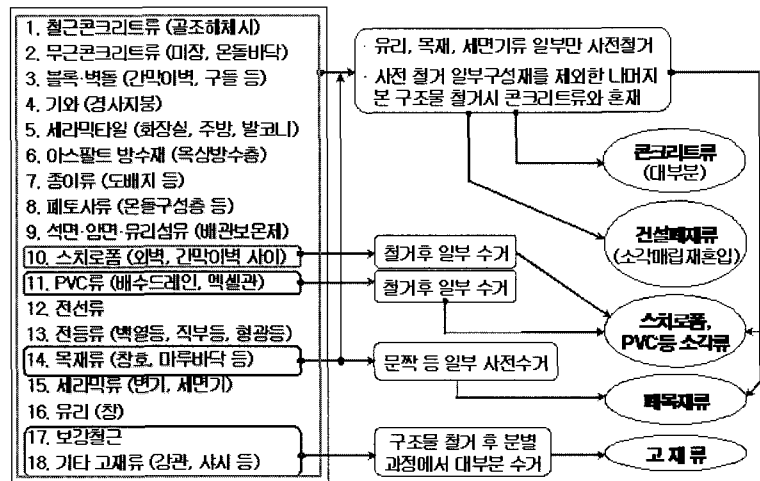 1. 철근콘크리트류 (골조해체시)
2. 무근콘크리트류 (미장, 온돌바닥)
3. 블록·벽돌 (간막이벽, 구들 등)
4. 기와 (경사지붕)
5. 세라믹타일 (화장실, 주방, 발코니)
6. 아스팔트 방수재 (옥상방수층)
7. 종이류 (도배지 등)
8. 폐토사류 (온돌구성층 등)
9. 석면·암면·유리섬유 (배관보온재)
10. 스치로폼 (외벽, 간막이벽 사이)
11. PVC류 (배수드레인, 엑셀관)
12. 전선류
13. 전등류 (백열등, 직부등, 형광등)
14. 목재류 (창호, 마루바닥 등)
15. 세라믹류 (변기, 세면기)
16. 유리 (창)
17. 보강철근
18. 기타 고재류 (강관, 샤시 등)
· 유리, 목재, 세면기류 일부만 사전철거
· 사전 철거 일부구성재를 제외한 나머지
본 구조물 철거시 콘크리트류와 혼재
철거후 일부 수거
철거후 일부 수거
문짝 등 일부 사전수거
구조물 철거 후 분별
과정에서 대부분 수거
콘크리트류
(대부분)
건설폐재류
(소각매립재혼입)
스치로폼,
PVC등 소각류
폐목재류
고 재 류